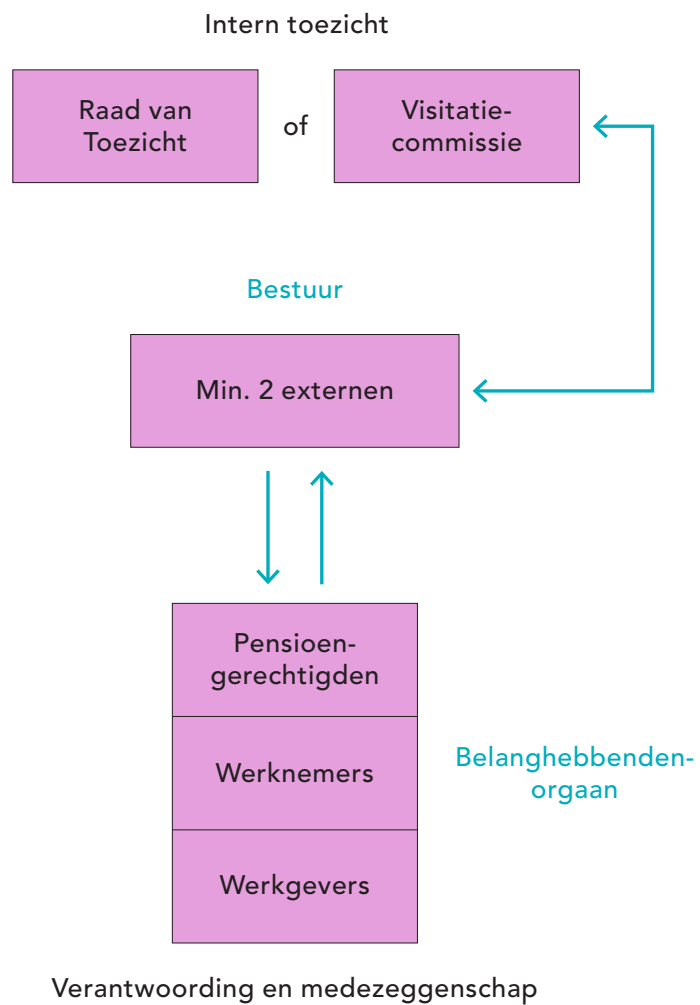 Intern toezicht
Raad van
Toezicht
of
Visitatie-
commissie
Bestuur
Min. 2 externen
Pensioen-
gerechtigden
Werknemers
Werkgevers
Belanghebbenden-
orgaan
Verantwoording en medezeggenschap